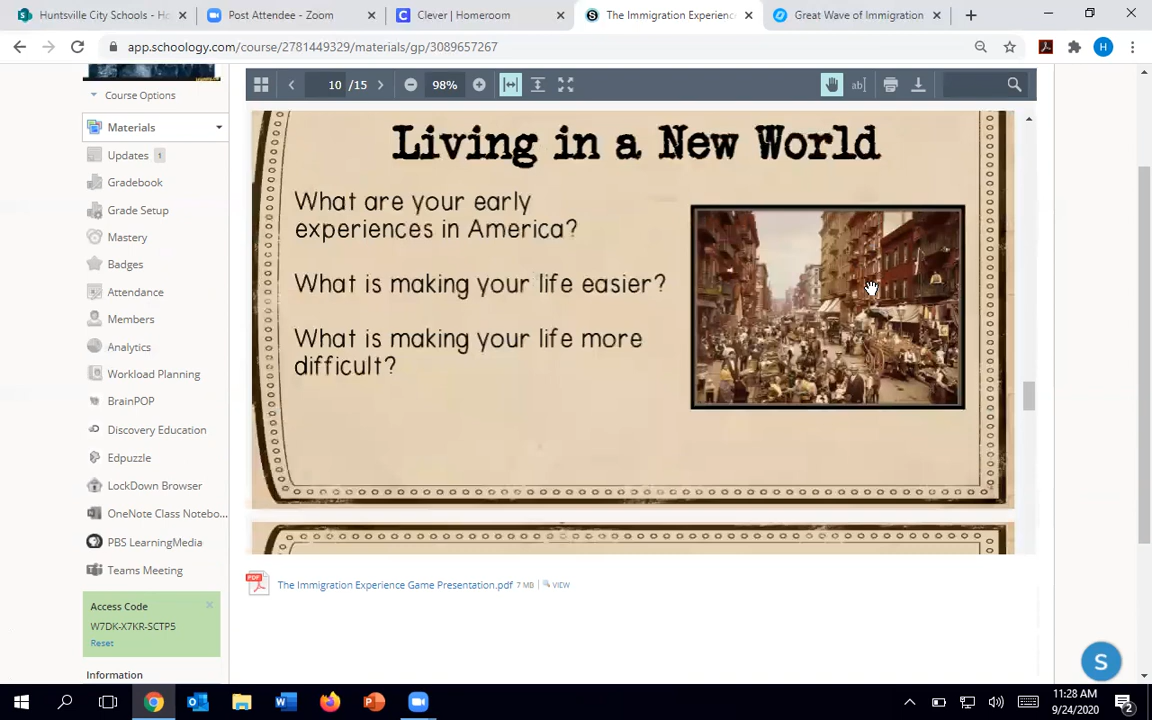 Huntsville City Schools - Ho
Post Attendee - Zoom
Clever | Homeroom
The Immigration Experienc
Great Wave of Immigration
app.schoology.com/course/2781449329/materials/gp/3089657267
H
Course Options
10 /15
98%
ab|
Materials
Updates 1
Gradebook
Grade Setup
Mastery
Badges
Attendance
Members
Analytics
Workload Planning
BrainPOP
Discovery Education
Edpuzzle
LockDown Browser
OneNote Class Notebo...
PBS LearningMedia
Teams Meeting
Access Code
W7DK-X7KR-SCTP5
Reset
Information
Living in a New World
What are your early
experiences in America?
What is making your life easier?
What is making your life more
difficult?
PDF
The Immigration Experience Game Presentation.pdf 7 MB VIEW
S
11:28 AM
9/24/2020
2